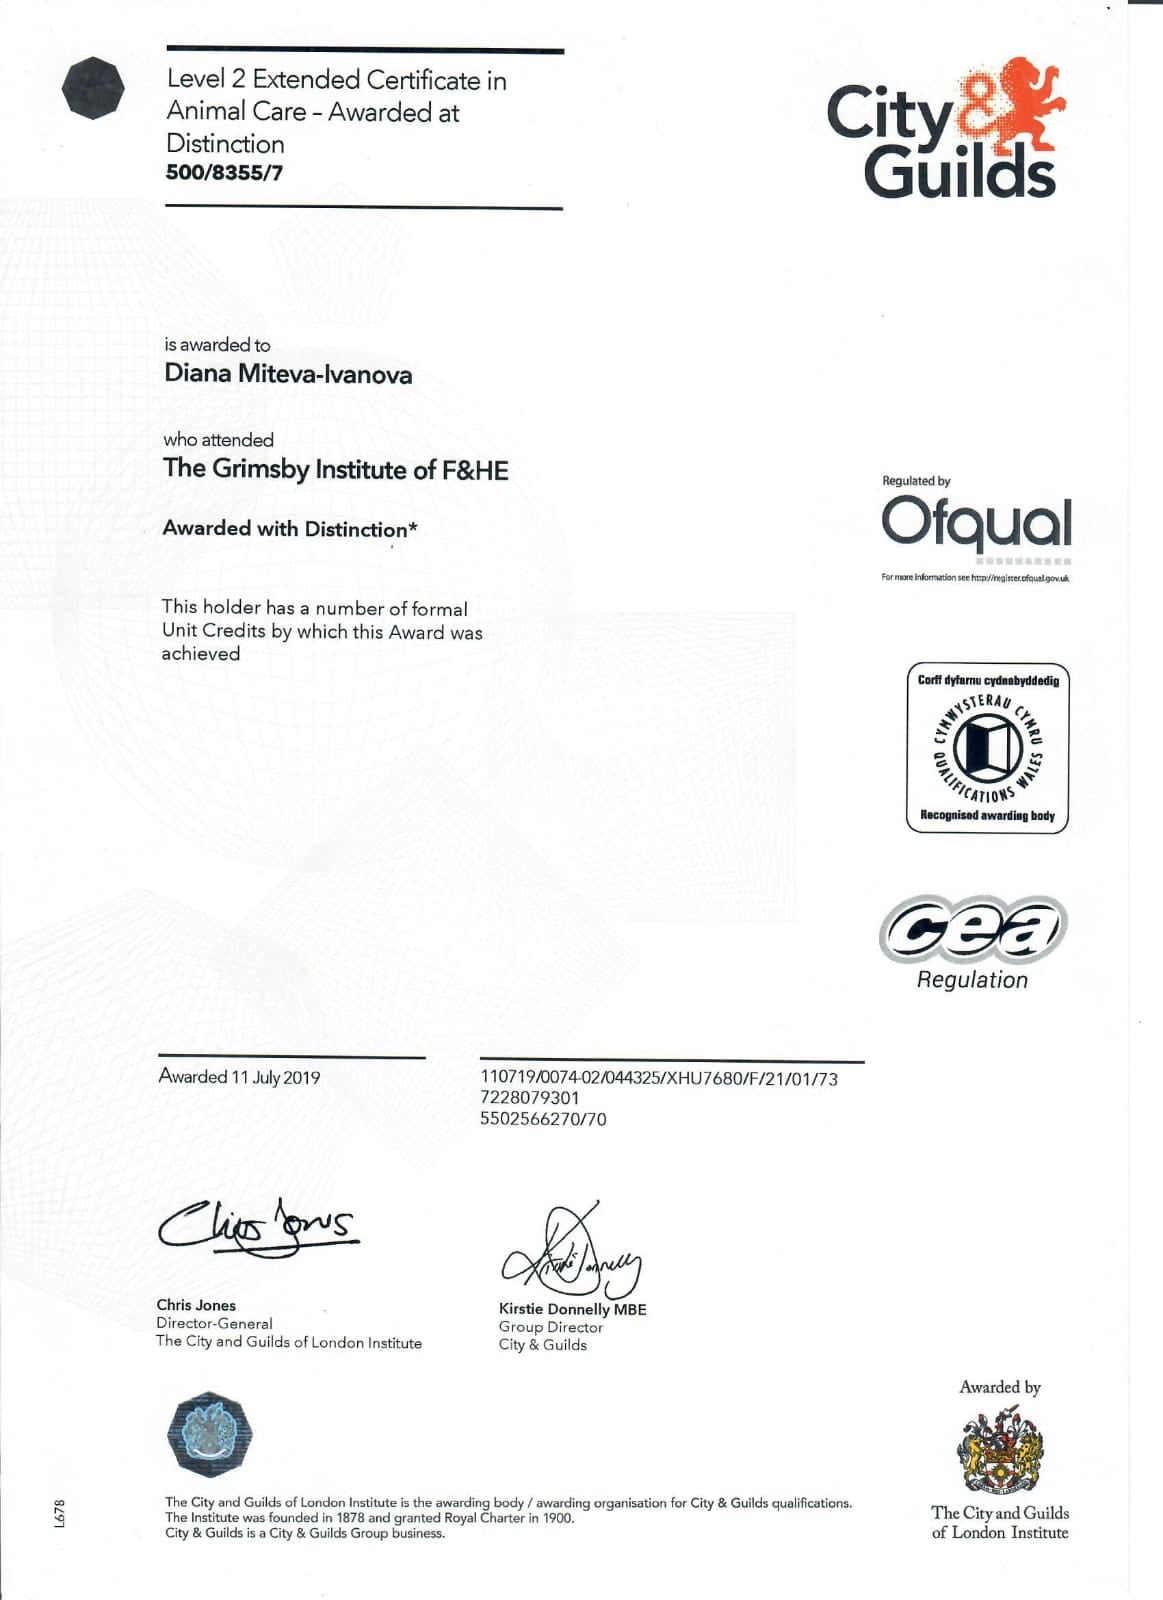 Level 2 Extended Certificate in
Animal Care – Awarded at
Distinction
500/8355/7
City & Guilds
is awarded to
Diana Miteva-Ivanova
who attended
The Grimsby Institute of F&HE
Awarded with Distinction*
This holder has a number of formal
Unit Credits by which this Award was
achieved
Regulated by
Ofqual
For more information see http://register.ofqual.gov.uk
Corff dyfarnu cydnabyddedig
CYMWYSTERAU CYMRU
QUALIFICATIONS WALES
Recognised awarding body
cea
Regulation
Awarded 11 July 2019
110719/0074-02/044325/XHU7680/F/21/01/73
7228079301
5502566270/70
Chris Jones
Kirstie Donnelly
Chris Jones
Director-General
The City and Guilds of London Institute
Kirstie Donnelly MBE
Group Director
City & Guilds
Awarded by
The City and Guilds
of London Institute
The City and Guilds of London Institute is the awarding body / awarding organisation for City & Guilds qualifications.
The Institute was founded in 1878 and granted Royal Charter in 1900.
City & Guilds is a City & Guilds Group business.
L678